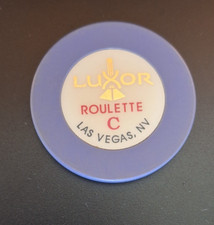 LUXOR
ROULETTE
C
LAS VEGAS, NV